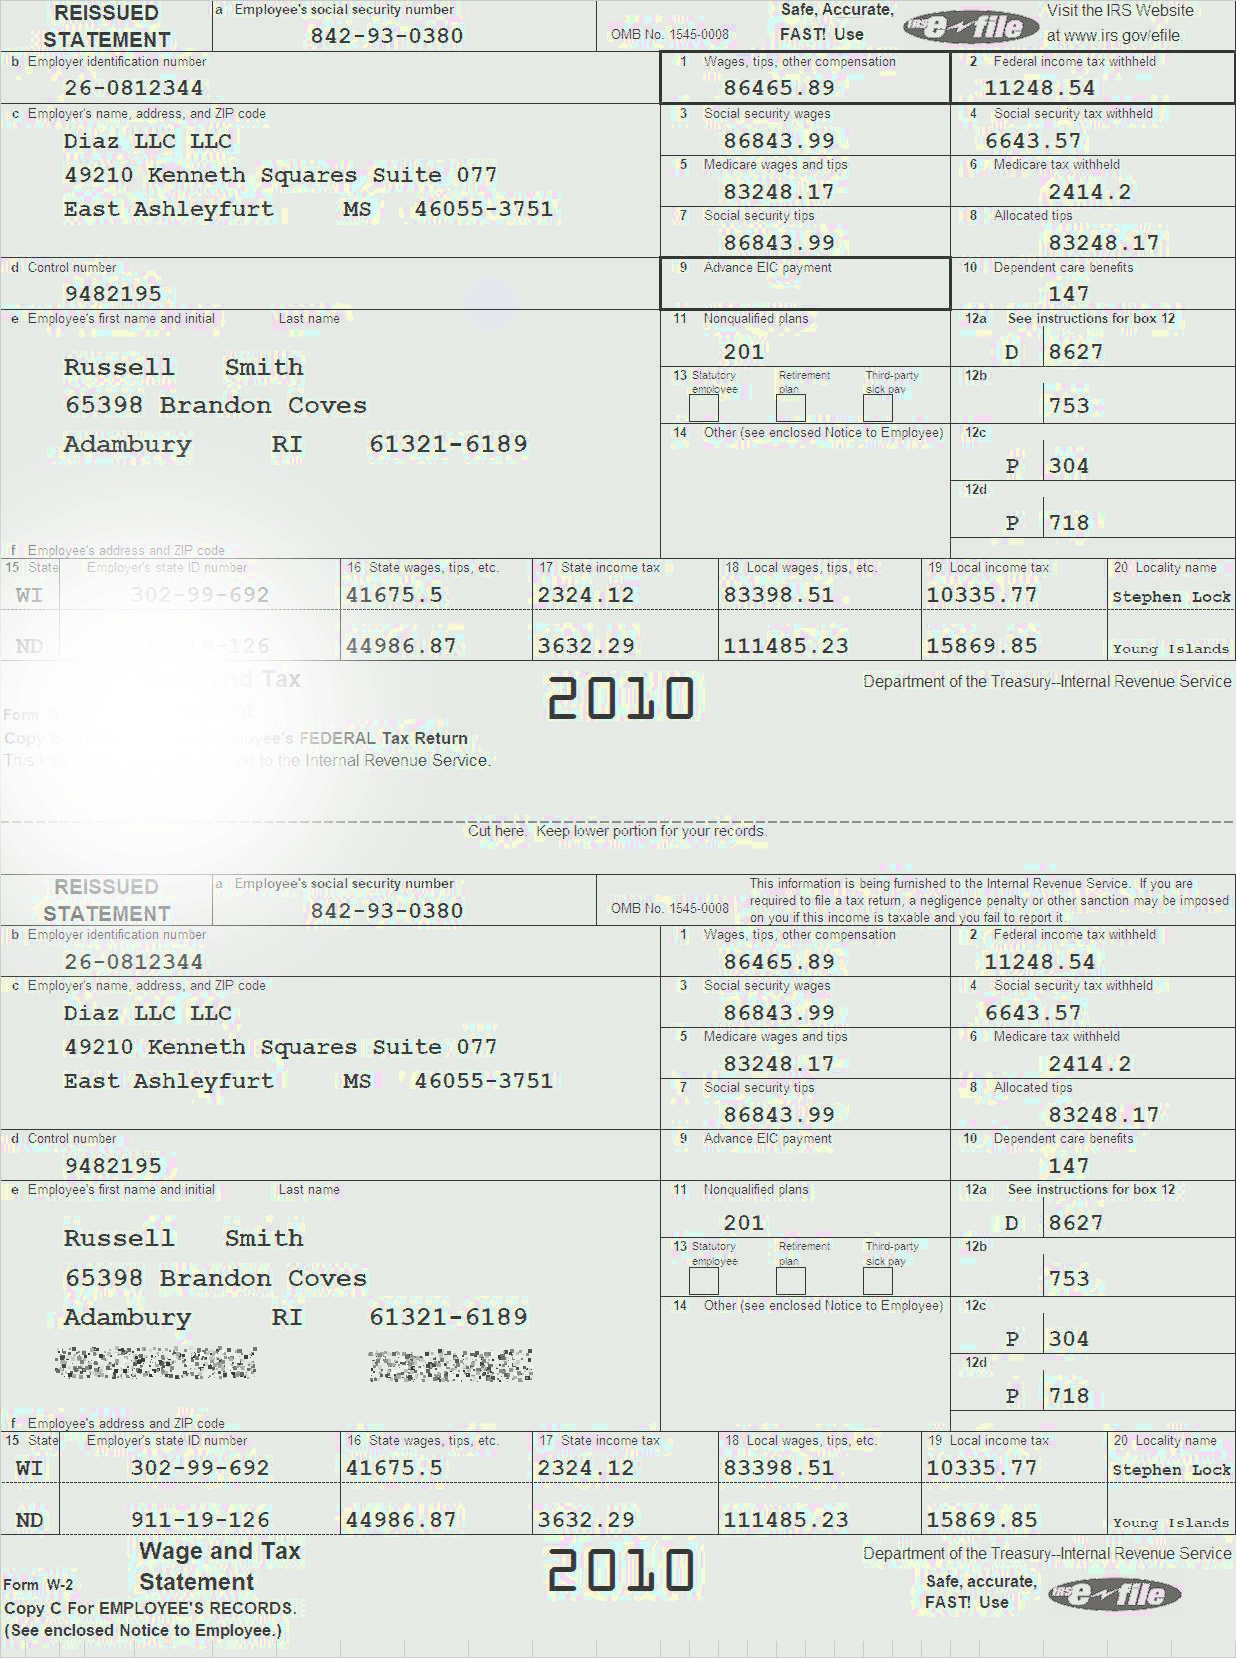 REISSUED STATEMENT
a Employee's social security number
842-93-0380
OMB No. 1545-0008
Safe, Accurate, FAST! Use
IRS e-file
Visit the IRS Website at www.irs.gov/efile
b Employer identification number
26-0812344
1 Wages, tips, other compensation
86465.89
2 Federal income tax withheld
11248.54
c Employer's name, address, and ZIP code
Diaz LLC LLC
49210 Kenneth Squares Suite 077
East Ashleyfurt MS 46055-3751
3 Social security wages
86843.99
4 Social security tax withheld
6643.57
5 Medicare wages and tips
83248.17
6 Medicare tax withheld
2414.2
7 Social security tips
86843.99
8 Allocated tips
83248.17
d Control number
9482195
9 Advance EIC payment
10 Dependent care benefits
147
e Employee's first name and initial Last name
Russell Smith
65398 Brandon Coves
Adambury RI 61321-6189
11 Nonqualified plans
201
12a See instructions for box 12
D 8627
13 Statutory employee Retirement plan Third-party sick pay
12b
753
14 Other (see enclosed Notice to Employee)
12c
P 304
12d
P 718
f Employee's address and ZIP code
15 State Employer's state ID number 16 State wages, tips, etc. 17 State income tax 18 Local wages, tips, etc. 19 Local income tax 20 Locality name
WI 302-99-692 41675.5 2324.12 83398.51 10335.77 Stephen Lock
ND 44986.87 3632.29 111485.23 15869.85 Young Islands
and Tax
2010
Department of the Treasury--Internal Revenue Service
Form
Copy FEDERAL Tax Return
This to the Internal Revenue Service.
Cut here. Keep lower portion for your records.
REISSUED STATEMENT
a Employee's social security number
842-93-0380
OMB No. 1545-0008
This information is being furnished to the Internal Revenue Service. If you are
required to file a tax return, a negligence penalty or other sanction may be imposed
on you if this income is taxable and you fail to report it.
b Employer identification number
26-0812344
1 Wages, tips, other compensation
86465.89
2 Federal income tax withheld
11248.54
c Employer's name, address, and ZIP code
Diaz LLC LLC
49210 Kenneth Squares Suite 077
East Ashleyfurt MS 46055-3751
3 Social security wages
86843.99
4 Social security tax withheld
6643.57
5 Medicare wages and tips
83248.17
6 Medicare tax withheld
2414.2
7 Social security tips
86843.99
8 Allocated tips
83248.17
d Control number
9482195
9 Advance EIC payment
10 Dependent care benefits
147
e Employee's first name and initial Last name
Russell Smith
65398 Brandon Coves
Adambury RI 61321-6189
11 Nonqualified plans
201
12a See instructions for box 12
D 8627
13 Statutory employee Retirement plan Third-party sick pay
12b
753
14 Other (see enclosed Notice to Employee)
12c
P 304
12d
P 718
f Employee's address and ZIP code
15 State Employer's state ID number 16 State wages, tips, etc. 17 State income tax 18 Local wages, tips, etc. 19 Local income tax 20 Locality name
WI 302-99-692 41675.5 2324.12 83398.51 10335.77 Stephen Lock
ND 911-19-126 44986.87 3632.29 111485.23 15869.85 Young Islands
Wage and Tax
Form W-2 Statement
2010
Department of the Treasury--Internal Revenue Service
Safe, accurate, FAST! Use
IRS e-file
Copy C For EMPLOYEE'S RECORDS.
(See enclosed Notice to Employee.)